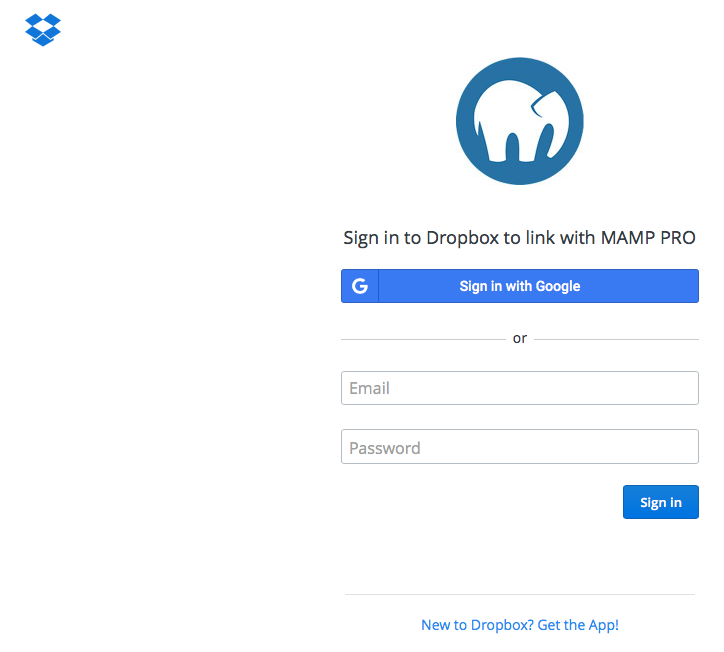 Sign in to Dropbox to link with MAMP PRO
G
Sign in with Google
or
Email
Password
Sign in
New to Dropbox? Get the App!